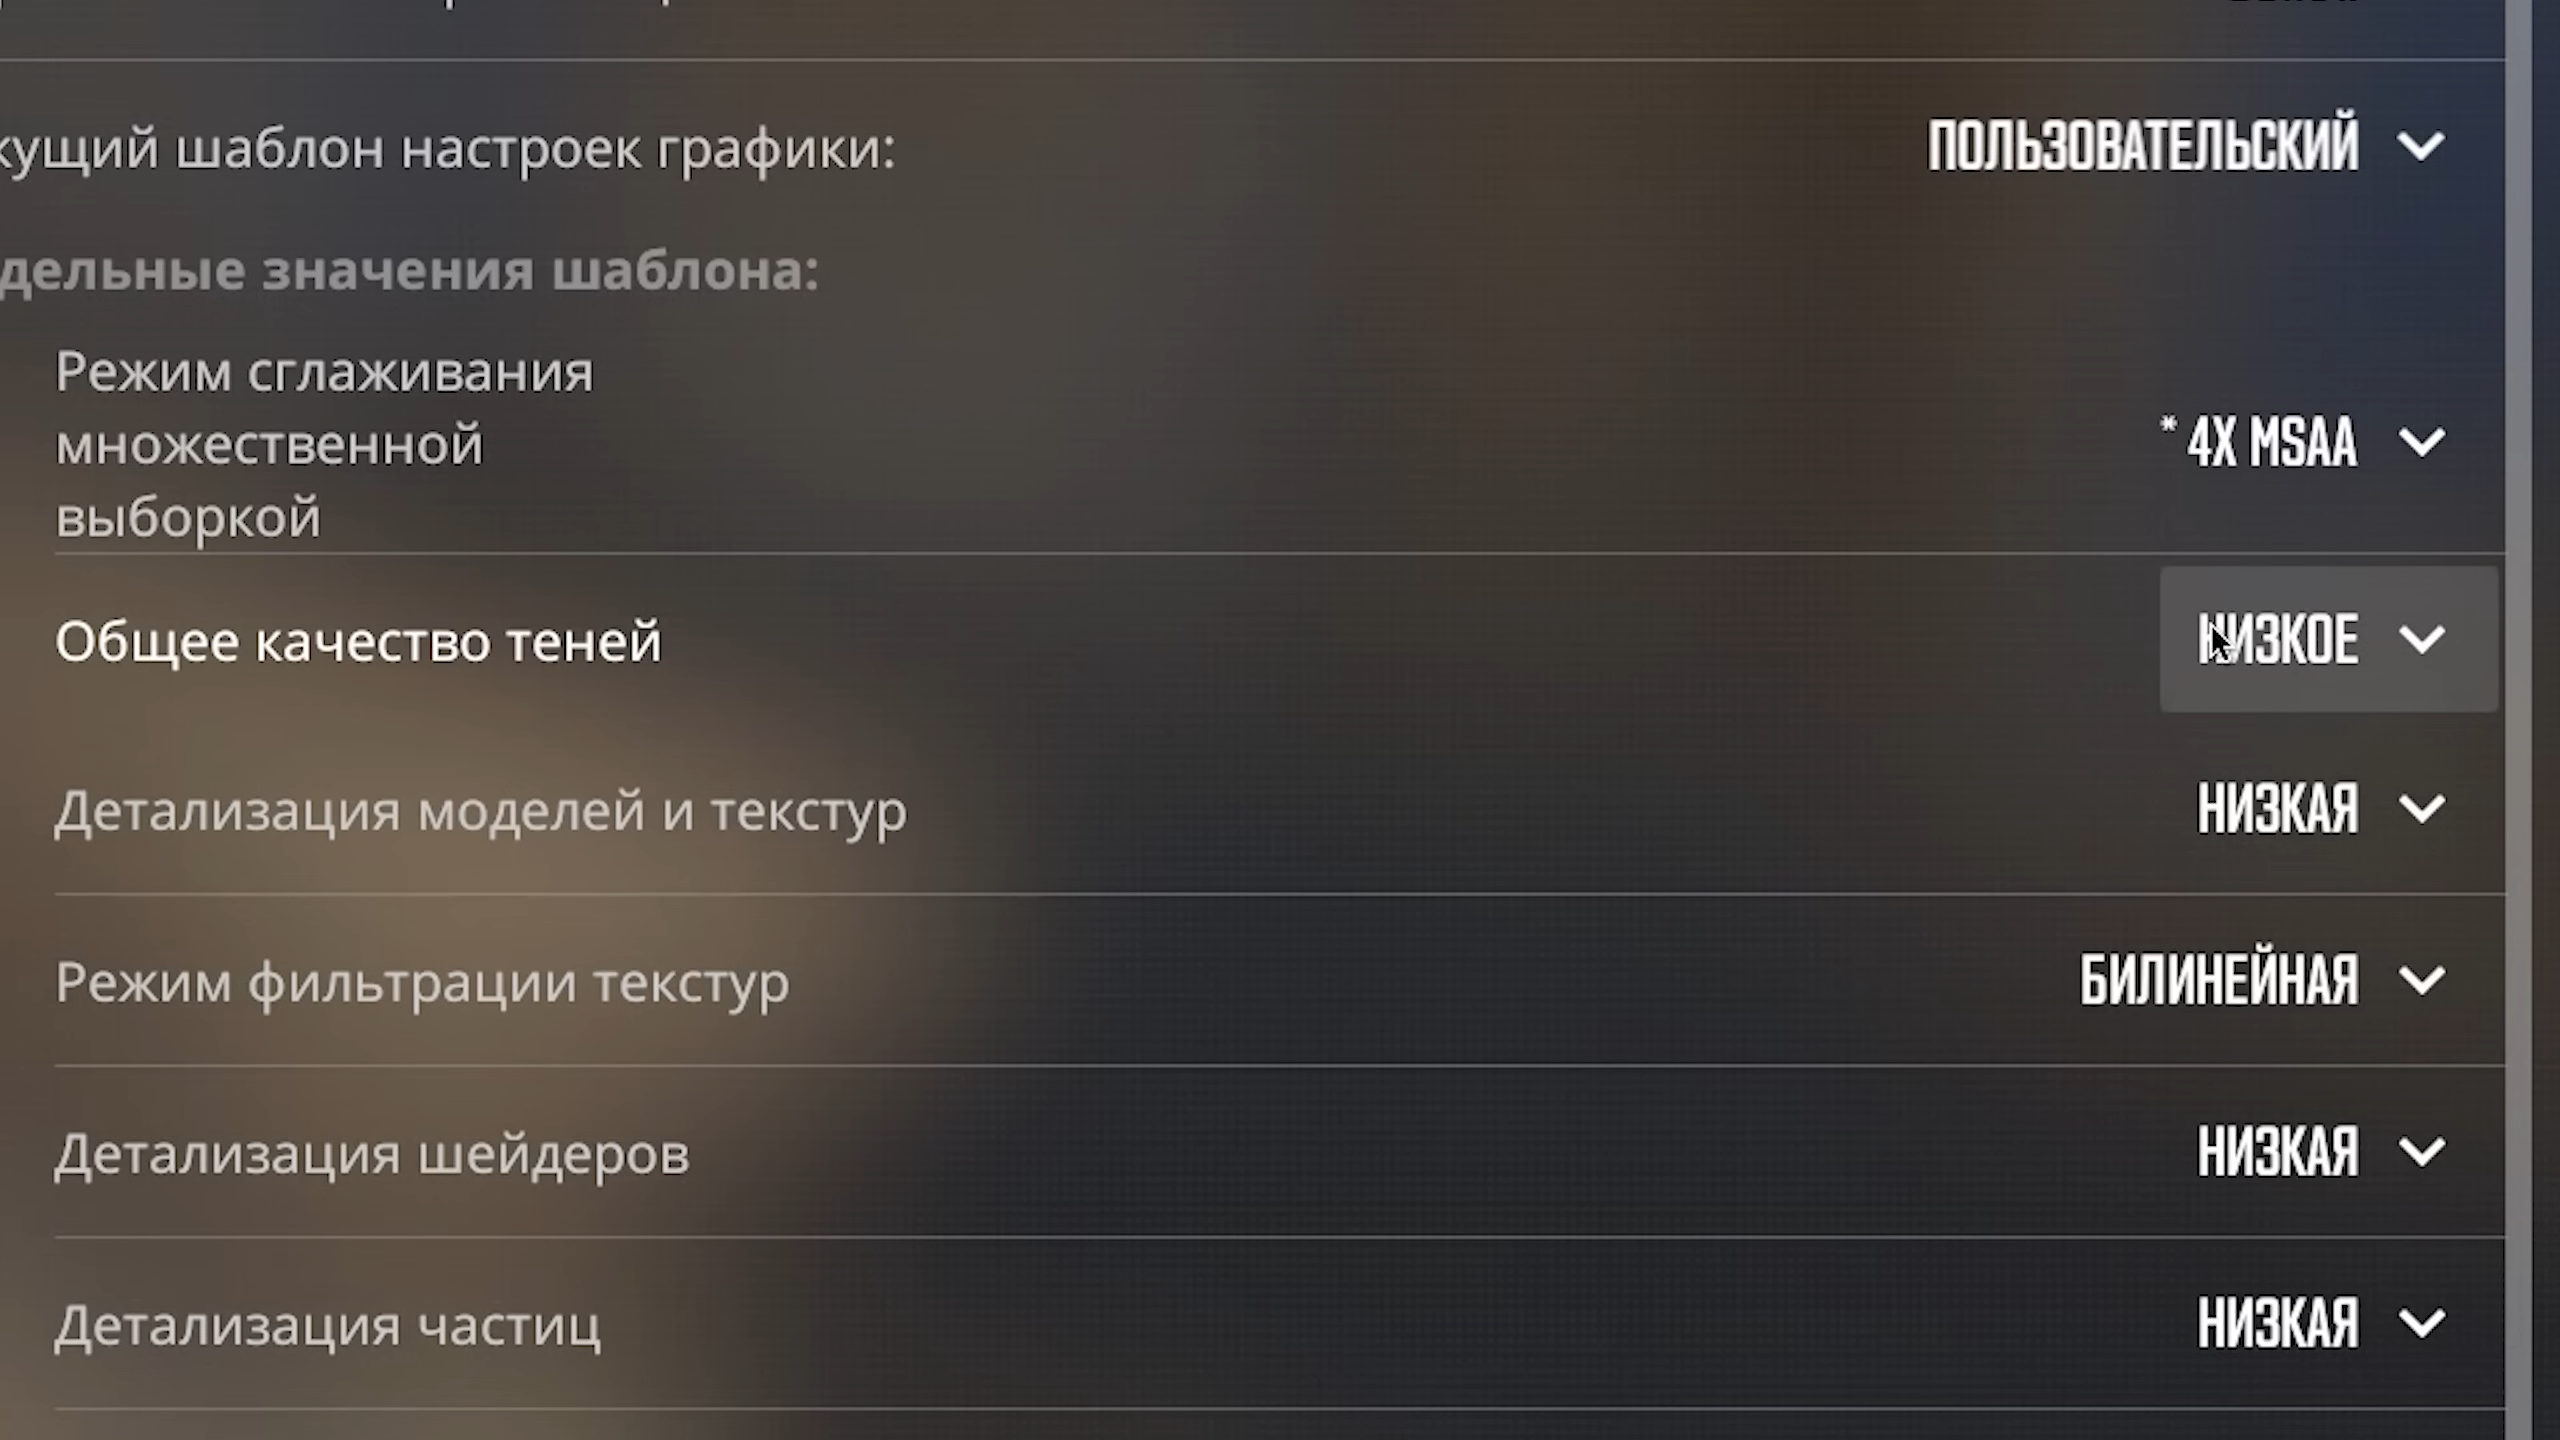 кущий шаблон настроек графики: ПОЛЬЗОВАТЕЛЬСКИЙ
дельные значения шаблона:
Режим сглаживания
множественной
выборкой
* 4X MSAA
Общее качество теней НИЗКОЕ
Детализация моделей и текстур НИЗКАЯ
Режим фильтрации текстур БИЛИНЕЙНАЯ
Детализация шейдеров НИЗКАЯ
Детализация частиц НИЗКАЯ